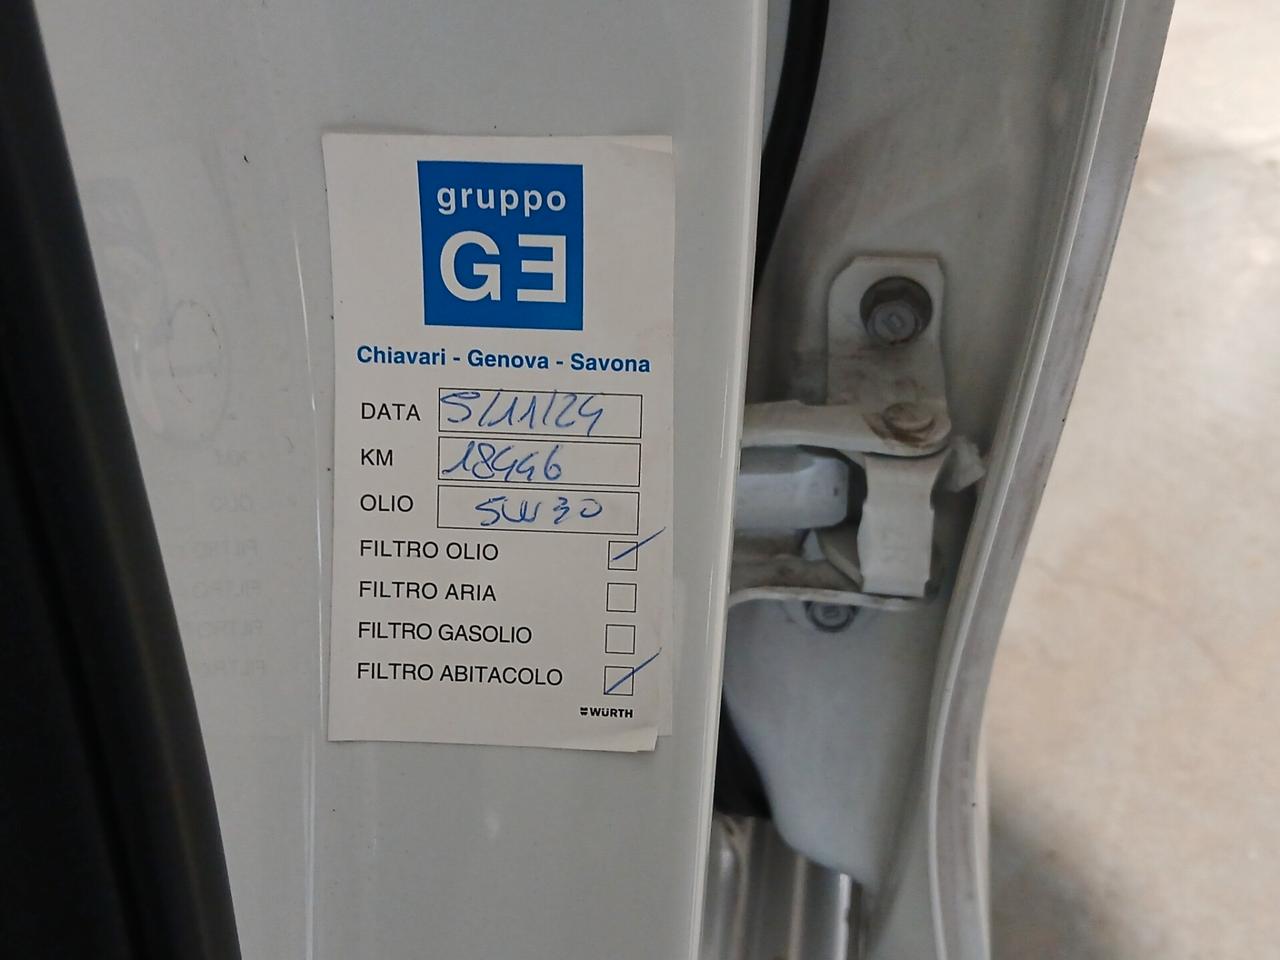 gruppo
GE
Chiavari - Genova - Savona
DATA 5/11/24
KM 18446
OLIO 5W30
FILTRO OLIO
FILTRO ARIA
FILTRO GASOLIO
FILTRO ABITACOLO
WÜRTH